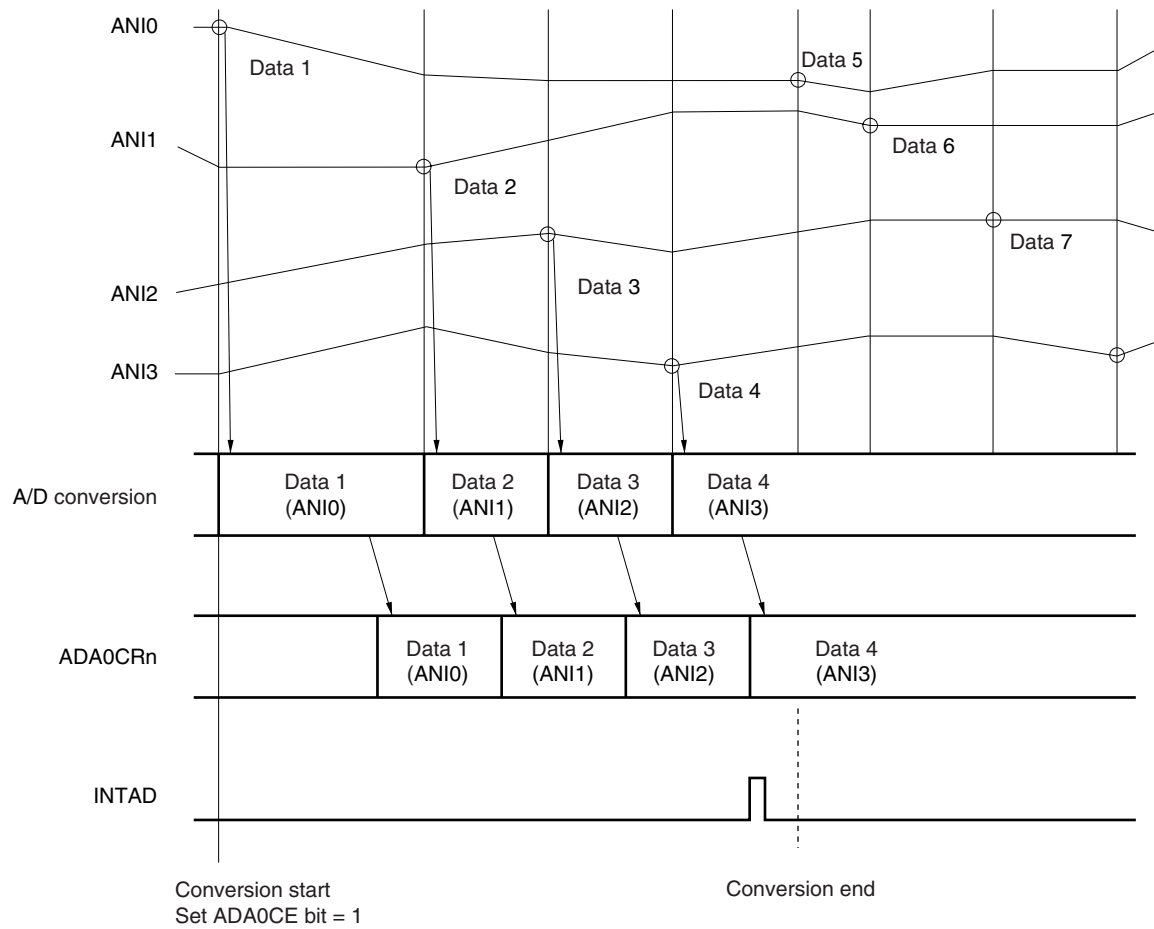 ANI0
Data 1
Data 5
ANI1
Data 6
Data 2
Data 7
Data 3
ANI2
ANI3
Data 4
A/D conversion
Data 1
(ANI0)
Data 2
(ANI1)
Data 3
(ANI2)
Data 4
(ANI3)
ADA0CRn
Data 1
(ANI0)
Data 2
(ANI1)
Data 3
(ANI2)
Data 4
(ANI3)
INTAD
Conversion start
Set ADA0CE bit = 1
Conversion end